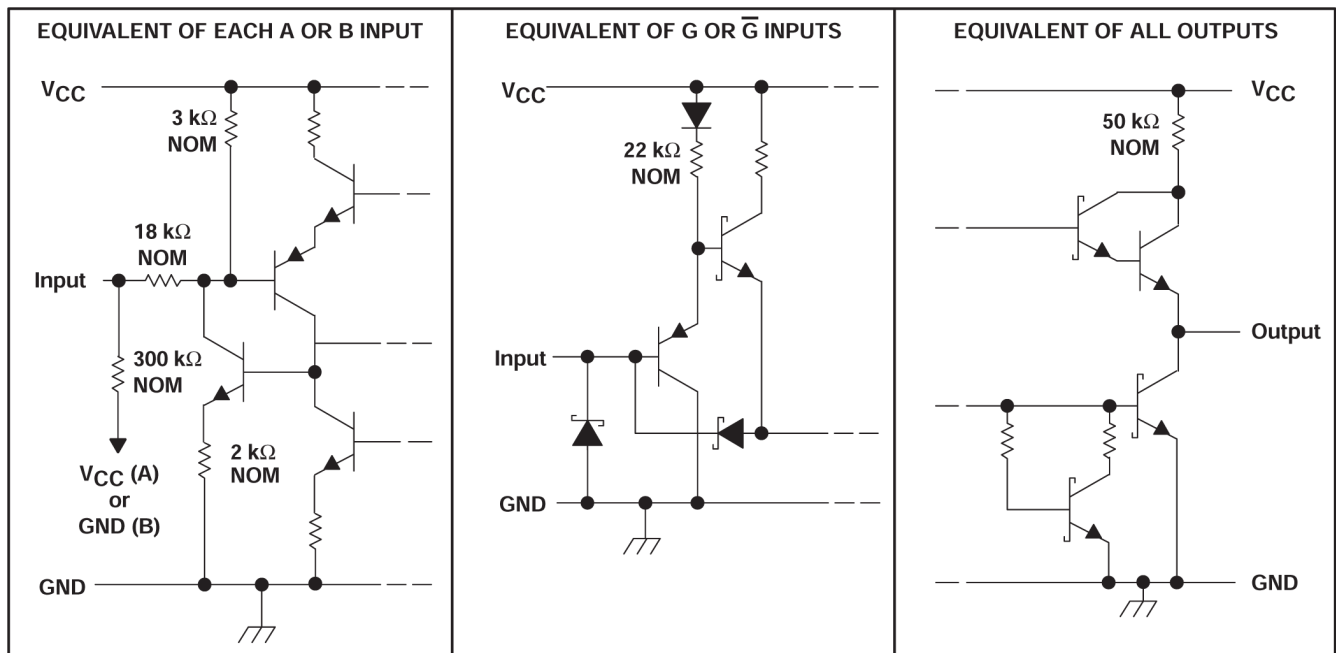 EQUIVALENT OF EACH A OR B INPUT
VCC
3 kΩ
NOM
18 kΩ
NOM
Input
300 kΩ
NOM
2 kΩ
NOM
VCC (A)
or
GND (B)
GND
EQUIVALENT OF G OR G̅ INPUTS
VCC
22 kΩ
NOM
Input
GND
EQUIVALENT OF ALL OUTPUTS
VCC
50 kΩ
NOM
Output
GND